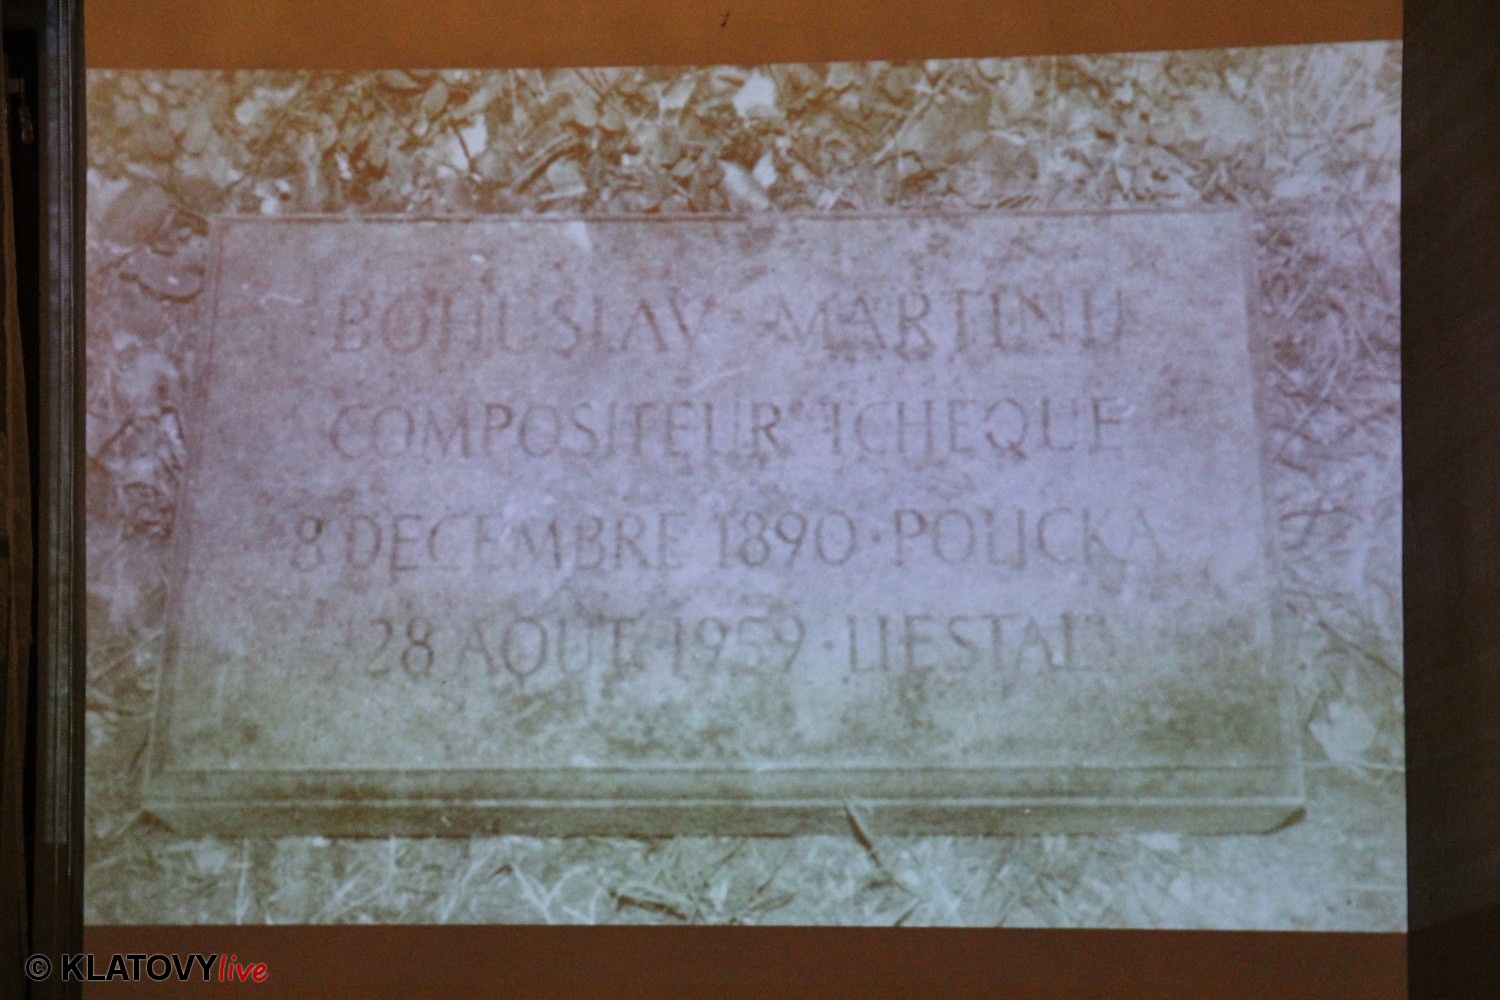 BOHUSLAV · MARTINU
COMPOSITEUR TCHEQUE
8 DECEMBRE 1890 · POLICKA
28 AOUT 1959 · LIESTAL
© KLATOVYlive